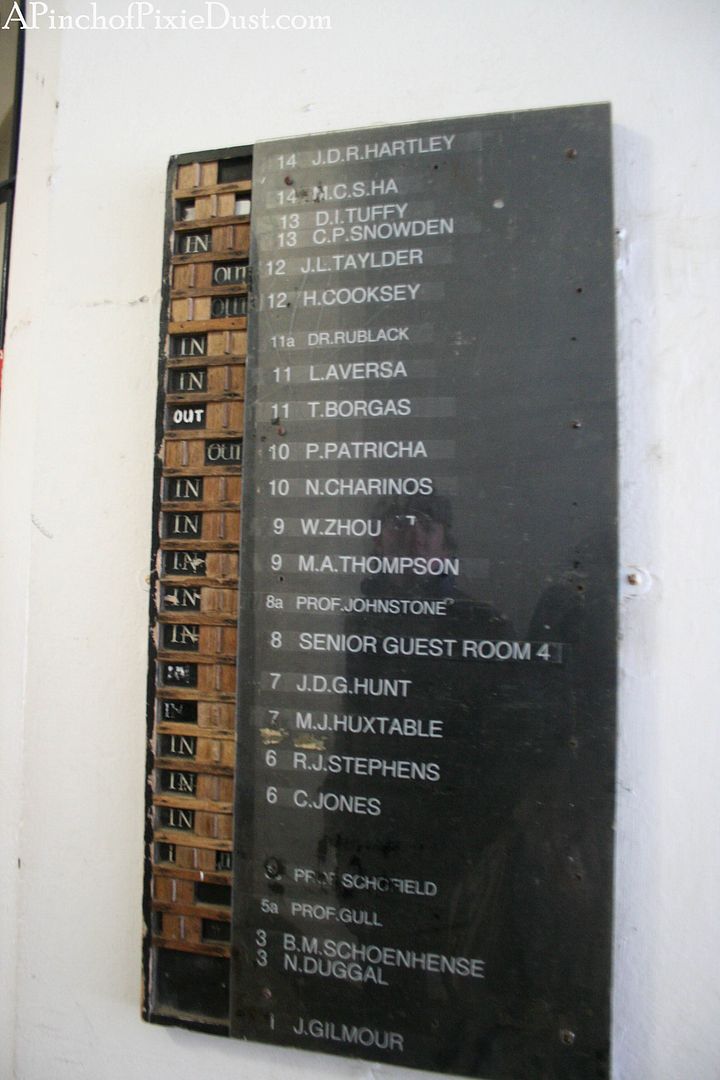 APinchofPixieDust.com
14 J.D.R.HARTLEY
14 M.C.S.HA
13 D.I.TUFFY
IN 13 C.P.SNOWDEN
OUT 12 J.L.TAYLDER
OUT 12 H.COOKSEY
IN 11a DR.RUBLACK
IN 11 L.AVERSA
OUT 11 T.BORGAS
OUT 10 P.PATRICHA
IN 10 N.CHARINOS
IN 9 W.ZHOU
IN 9 M.A.THOMPSON
IN 8a PROF.JOHNSTONE
IN 8 SENIOR GUEST ROOM 4
7 J.D.G.HUNT
IN 7 M.J.HUXTABLE
IN 6 R.J.STEPHENS
IN 6 C.JONES
IN
PROF.SCHOFIELD
5a PROF.GULL
3 B.M.SCHOENHENSE
3 N.DUGGAL
1 J.GILMOUR